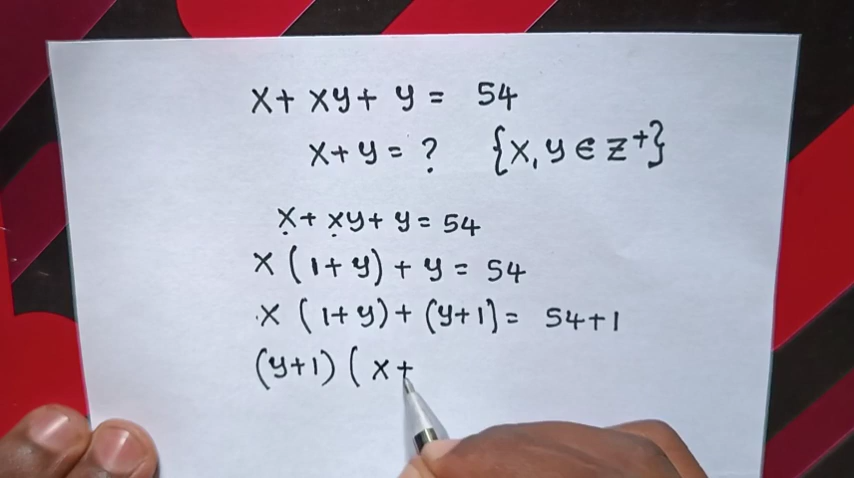 x + xy + y = 54
x + y = ? {x, y ∈ z⁺}
x + xy + y = 54
x (1 + y) + y = 54
x (1 + y) + (y+1) = 54+1
(y+1) ( x +